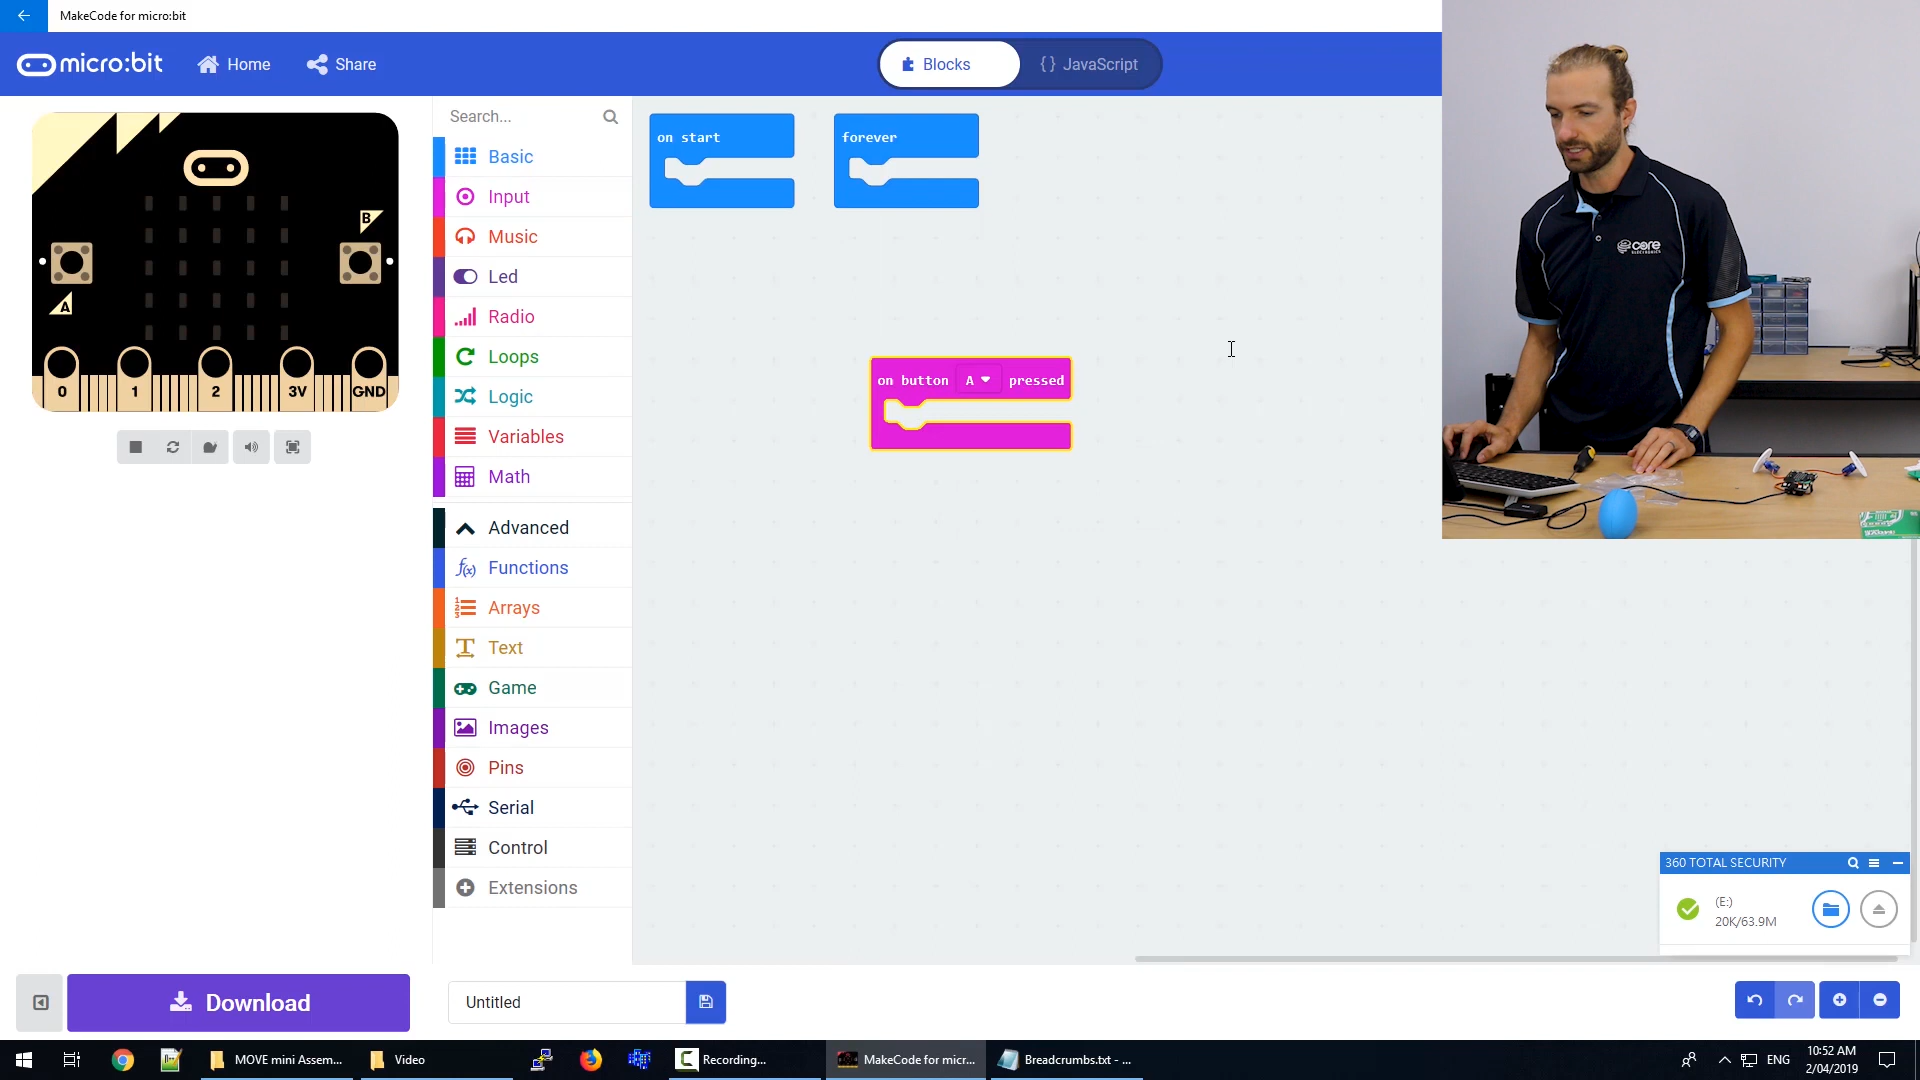 MakeCode for micro:bit
micro:bit
Home
Share
Blocks
{} JavaScript
Search...
on start
forever
Basic
Input
Music
Led
Radio
Loops
Logic
Variables
Math
Advanced
Functions
Arrays
Text
Game
Images
Pins
Serial
Control
Extensions
B
A
0 1 2 3V GND
on button A pressed
core
ELECTRONICS
360 TOTAL SECURITY
(E:)
20K/63.9M
Download
Untitled
MOVE mini Assem...
Video
Recording...
MakeCode for micr...
Breadcrumbs.txt - ...
ENG
10:52 AM
2/04/2019